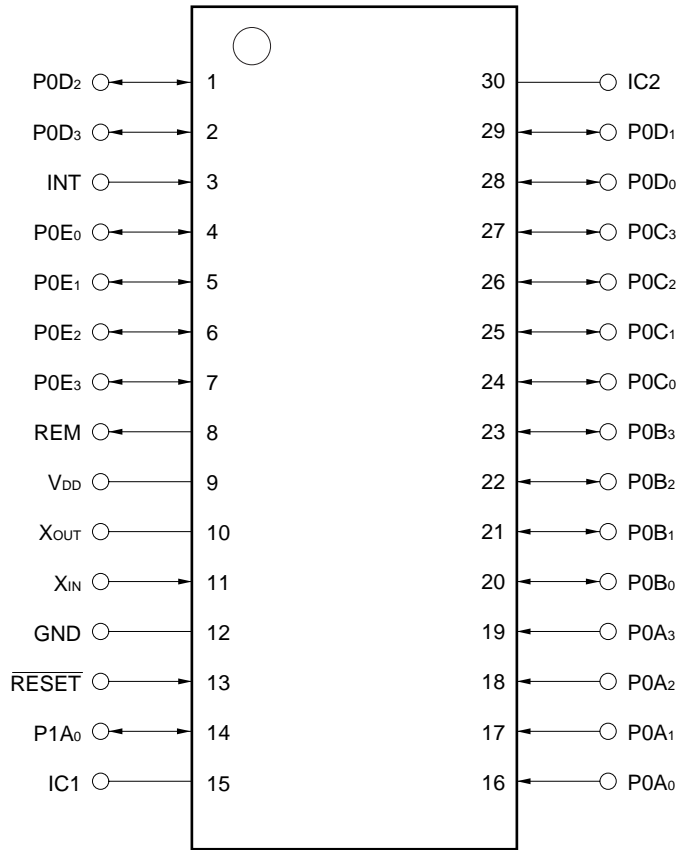 P0D₂ 1 30 IC2
P0D₃ 2 29 P0D₁
INT 3 28 P0D₀
P0E₀ 4 27 P0C₃
P0E₁ 5 26 P0C₂
P0E₂ 6 25 P0C₁
P0E₃ 7 24 P0C₀
REM 8 23 P0B₃
VDD 9 22 P0B₂
XOUT 10 21 P0B₁
XIN 11 20 P0B₀
GND 12 19 P0A₃
RESET 13 18 P0A₂
P1A₀ 14 17 P0A₁
IC1 15 16 P0A₀